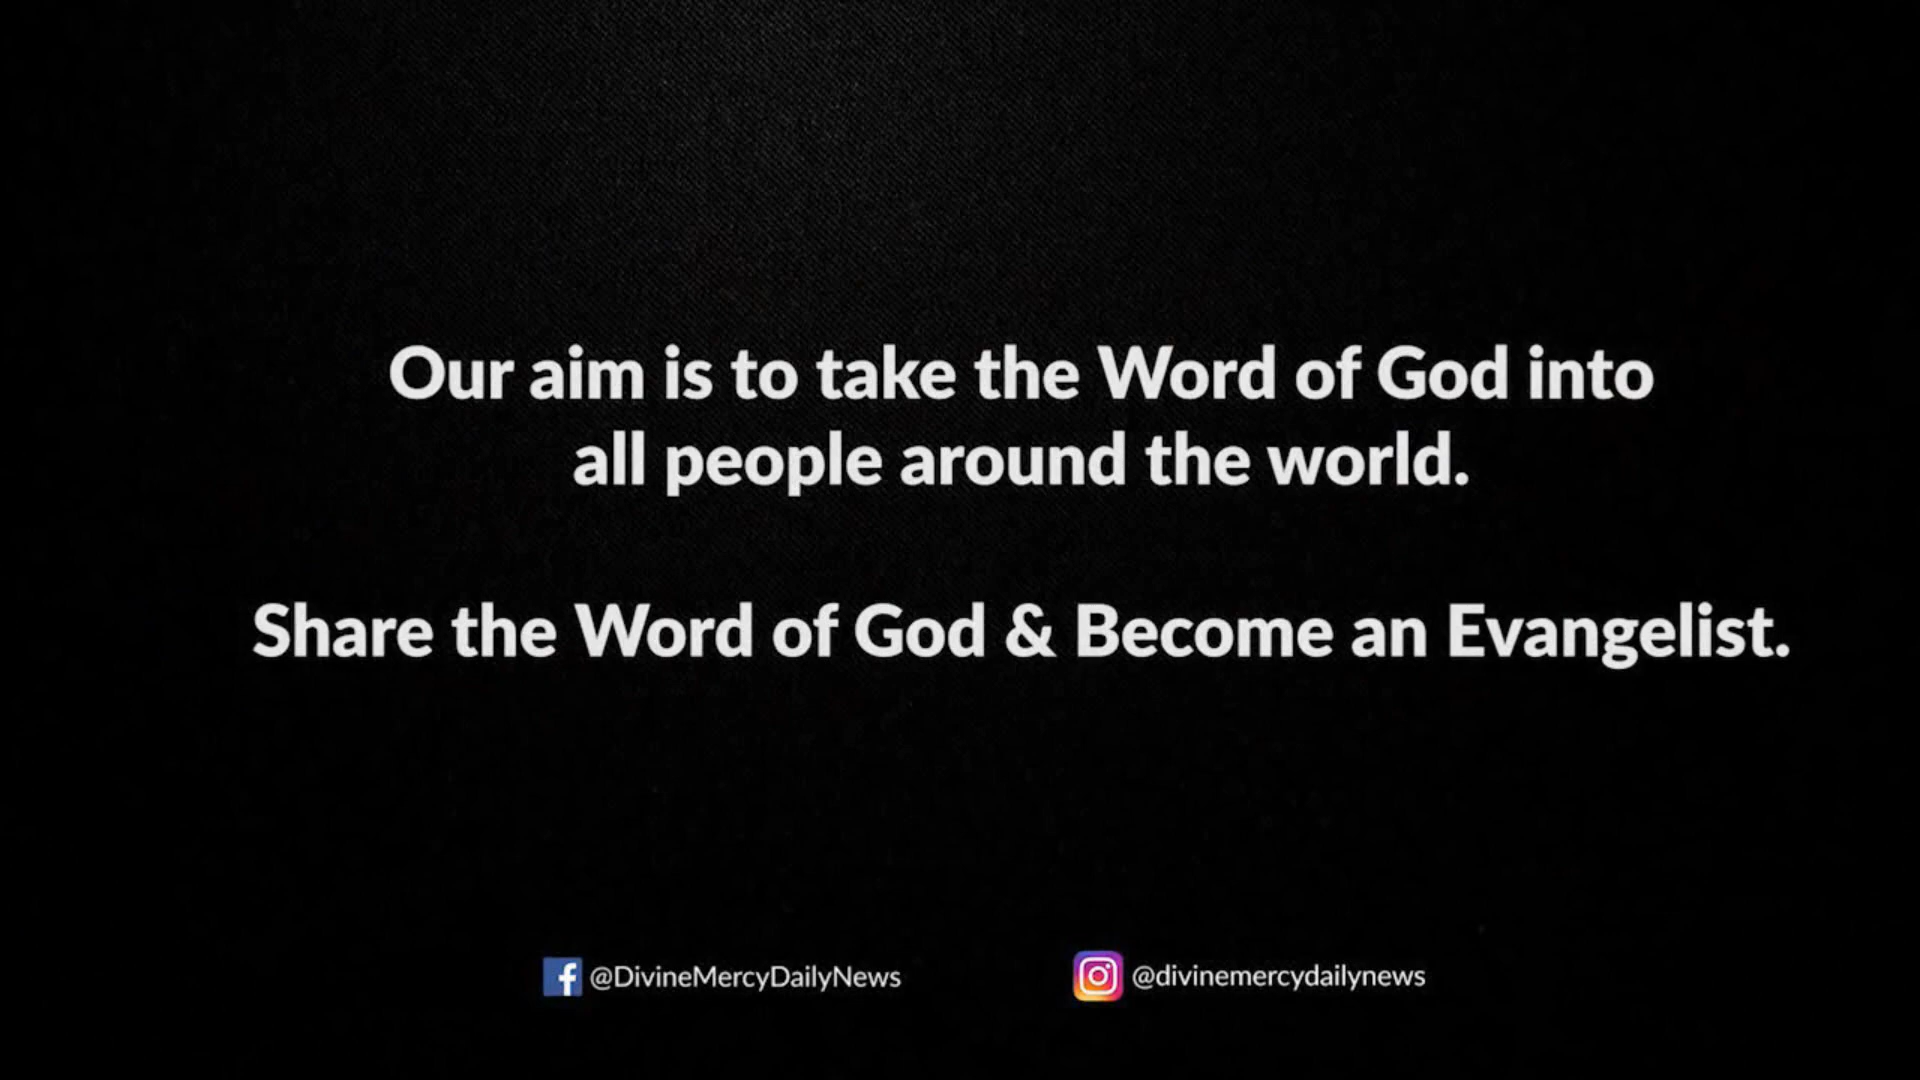 Our aim is to take the Word of God into
all people around the world.
Share the Word of God & Become an Evangelist.
@DivineMercyDailyNews
@divinemercydailynews